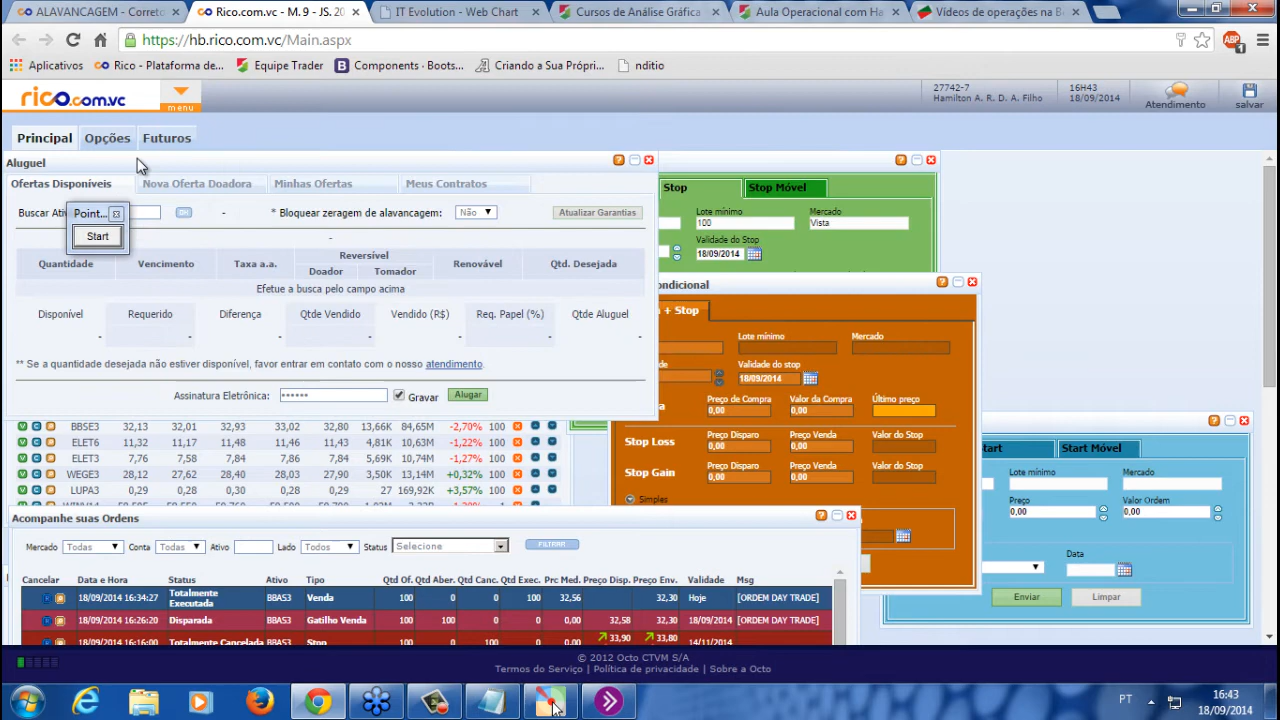 ALAVANCAGEM - Correto
Rico.com.vc - M. 9 - JS. 20
IT Evolution - Web Chart
Cursos de Análise Gráfica
Aula Operacional com Ha
Vídeos de operações na B
https://hb.rico.com.vc/Main.aspx
ABP 1
Aplicativos Rico - Plataforma de... Equipe Trader Components · Boots... Criando o Sua Própri... nditio
rico.com.vc
menu
27742-7
Hamilton A. R. D. A. Filho
16H43
18/09/2014
Atendimento
salvar
Principal Opções Futuros
Aluguel
Ofertas Disponíveis Nova Oferta Doadora Minhas Ofertas Meus Contratos
Buscar Ati - * Bloquear zeragem de alavancagem: Não Atualizar Garantias
Point...
Start
-
Quantidade Vencimento Taxa a.a. Reversível Renovável Qtd. Desejada
Doador Tomador
Efetue a busca pelo campo acima
Disponível Requerido Diferença Qtde Vendido Vendido (R$) Req. Papel (%) Qtde Aluguel
- - - - - - -
** Se a quantidade desejada não estiver disponível, favor entrar em contato com o nosso atendimento.
Assinatura Eletrônica: •••••• Gravar Alugar
Stop Stop Móvel
Lote mínimo Mercado
100 Vista
Validade do Stop
18/09/2014
ondicional
+ Stop
Lote mínimo Mercado
Validade do stop
18/09/2014
Preço de Compra Valor da Compra Último preço
0,00 0,00
Stop Loss Preço Disparo Preço Venda Valor do Stop
0,00 0,00
Stop Gain Preço Disparo Preço Venda Valor do Stop
0,00 0,00
Simples
tart Start Móvel
Lote mínimo Mercado
Preço Valor Ordem
0,00 0,00
Data
Enviar Limpar
BBSE3 32,13 32,01 32,93 33,02 32,80 13,66K 84,65M -2,70% 100
ELET6 11,32 11,17 11,48 11,46 11,43 4,81K 10,63M -1,22% 100
ELET3 7,76 7,58 7,84 7,84 7,84 7,84M -1,27% 100
WEGE3 28,12 27,62 28,40 28,03 27,90 3,50K 13,14M +0,32% 100
LUPA3 0,29 0,28 0,30 0,29 0,28 27 169,92K +3,57% 100
Acompanhe suas Ordens
Mercado Todas Conta Todas Ativo Lado Todos Status Selecione FILTRAR
Cancelar Data e Hora Status Ativo Tipo Qtd Of. Qtd Aber. Qtd Canc. Qtd Exec. Prc Med. Preço Disp. Preço Env. Validade Msg
18/09/2014 16:34:27 Totalmente Executada BBAS3 Venda 100 0 0 100 32,56 32,30 Hoje [ORDEM DAY TRADE]
18/09/2014 16:26:20 Disparada BBAS3 Gatilho Venda 100 100 0 0 0,00 32,58 32,30 18/09/2014 [ORDEM DAY TRADE]
18/09/2014 16:16:00 Totalmente Cancelada BBAS3 Stop 100 0 100 0 0,00 33,90 33,80 14/11/2014
© 2012 Octo CTVM S/A
Termos do Serviço | Política de privacidade | Sobre a Octo
PT
16:43
18/09/2014